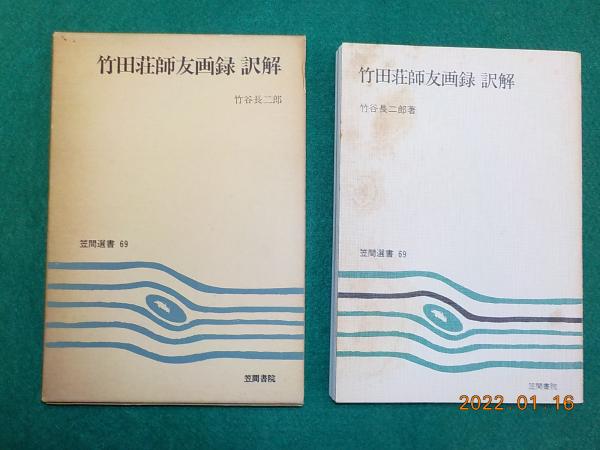 竹田荘師友画録 訳解
竹谷長二郎
笠間選書 69
笠間書院
竹田荘師友画録 訳解
竹谷長二郎著
笠間選書 69
笠間書院
2022.01.16